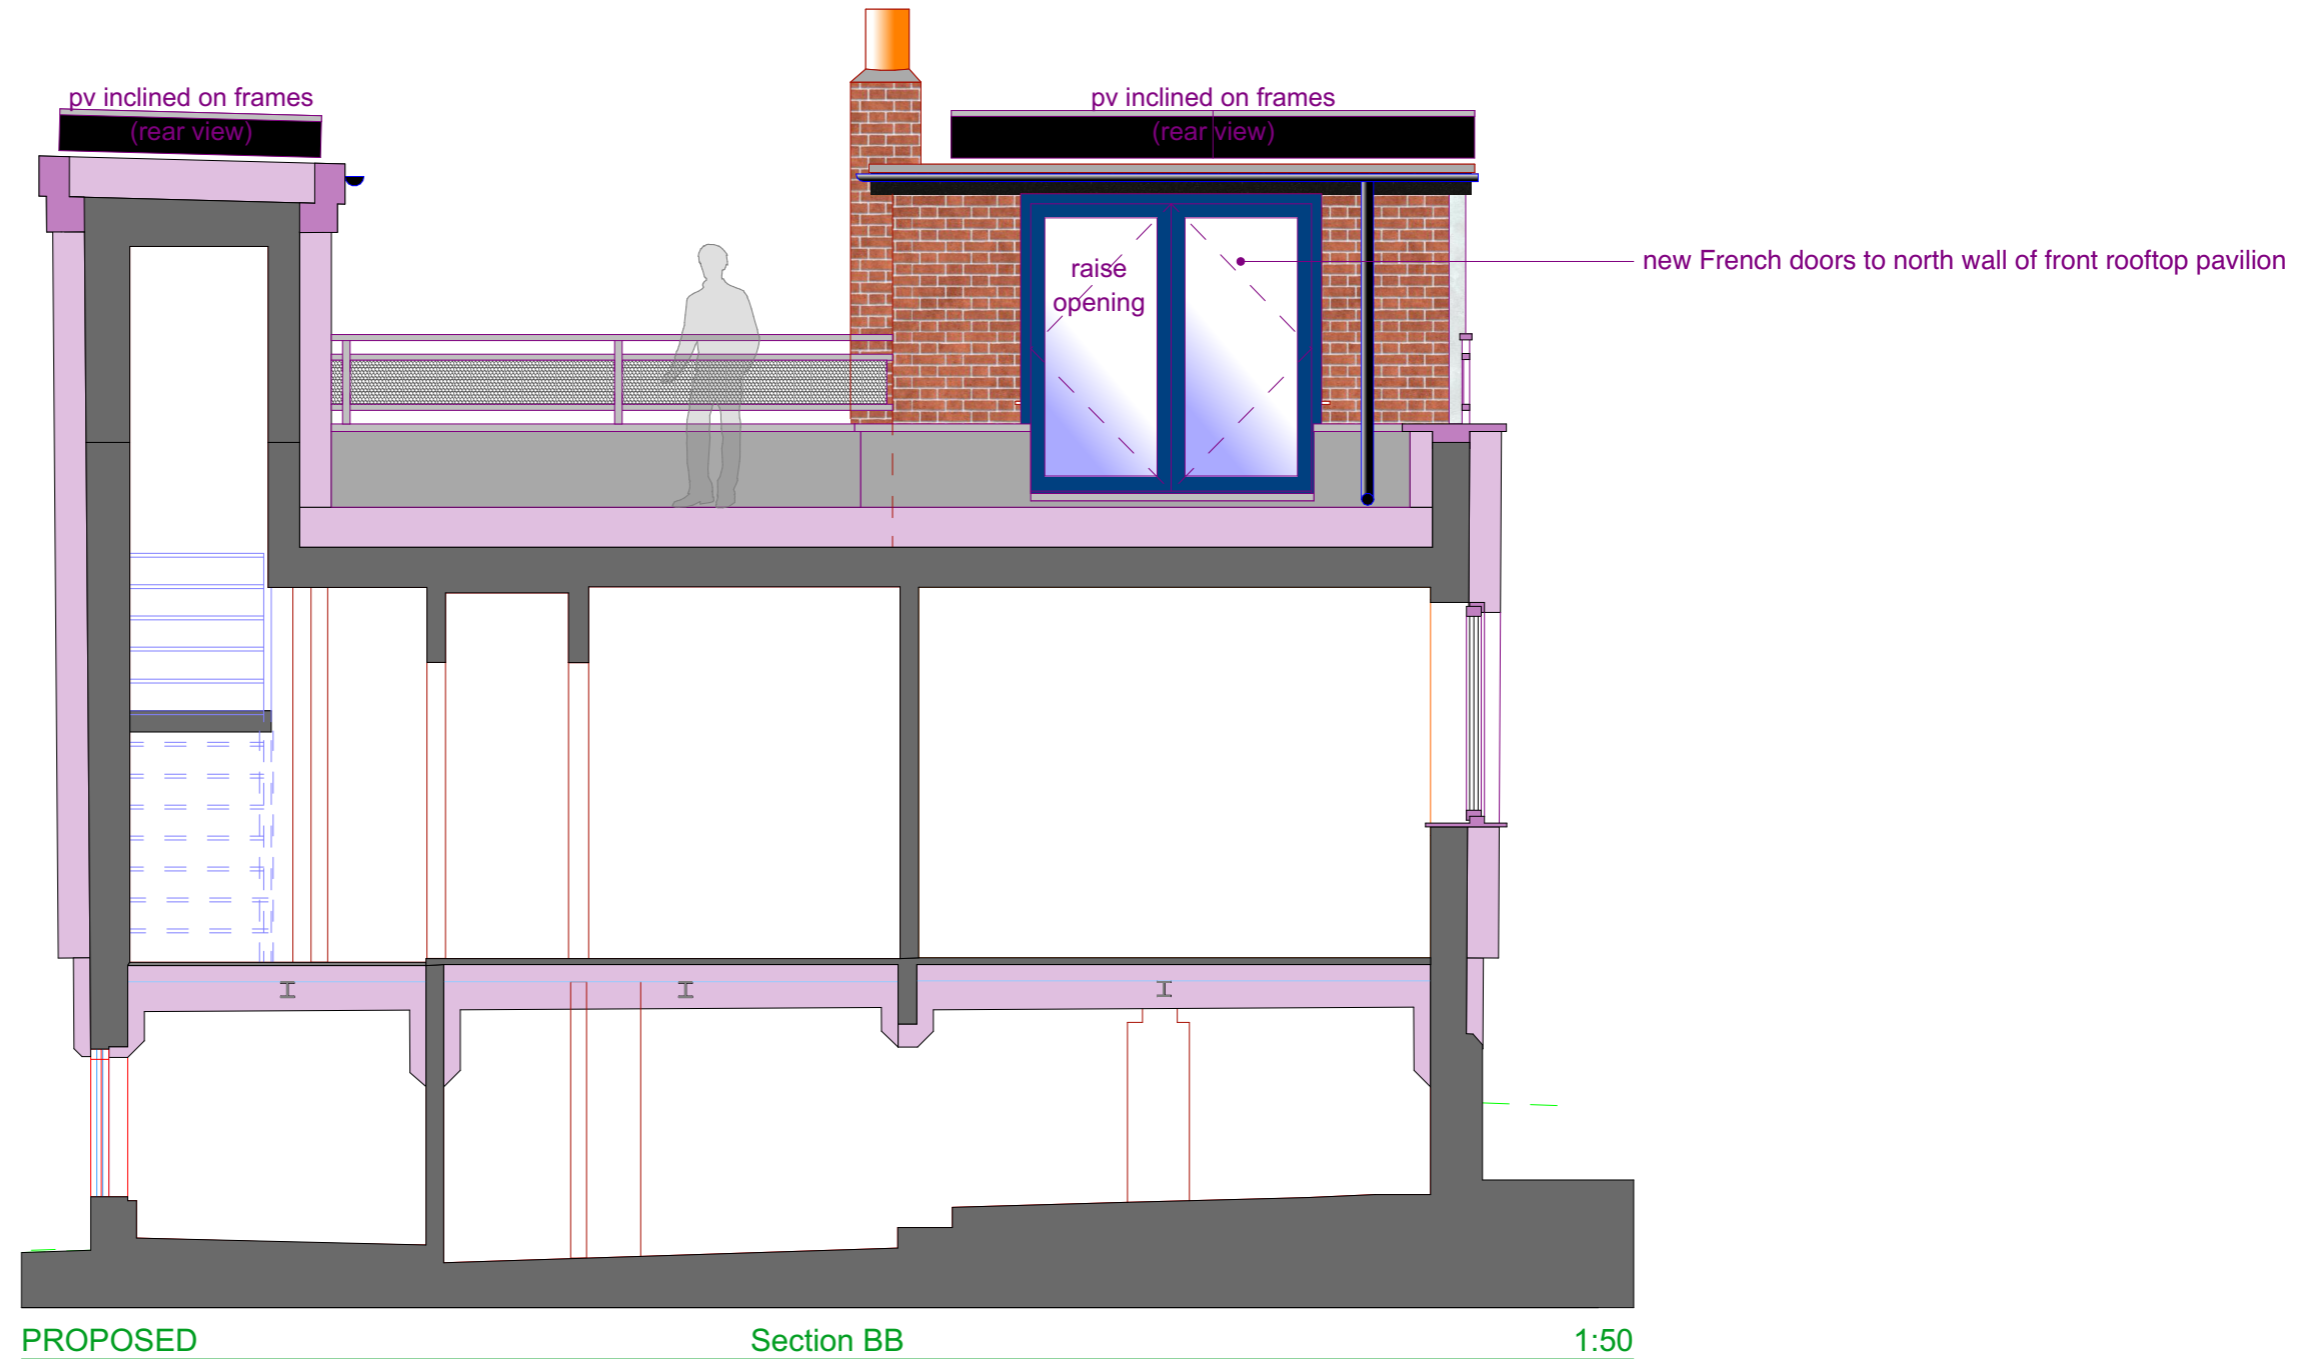 pv inclined on frames
(rear view)
pv inclined on frames
(rear view)
raise
opening
new French doors to north wall of front rooftop pavilion
PROPOSED
Section BB
1:50